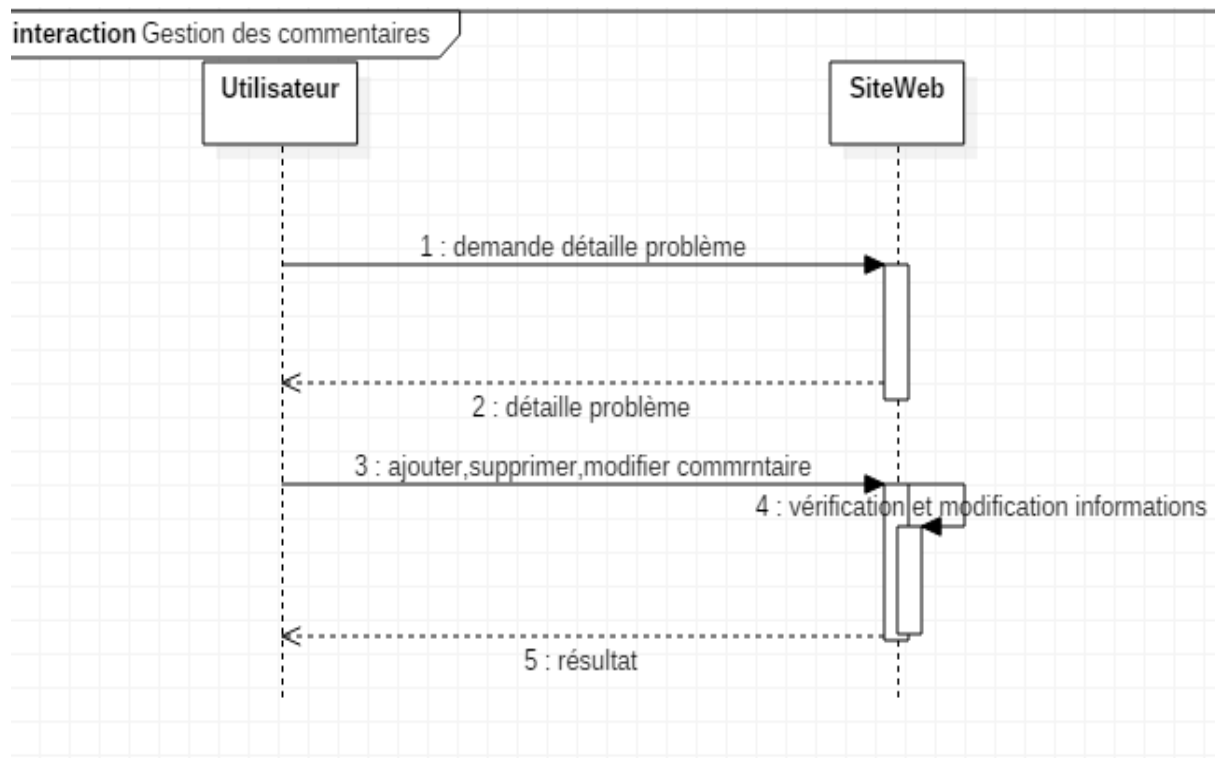 interaction Gestion des commentaires
Utilisateur
SiteWeb
1 : demande détaille problème
2 : détaille problème
3 : ajouter,supprimer,modifier commrntaire
4 : vérification et modification informations
5 : résultat